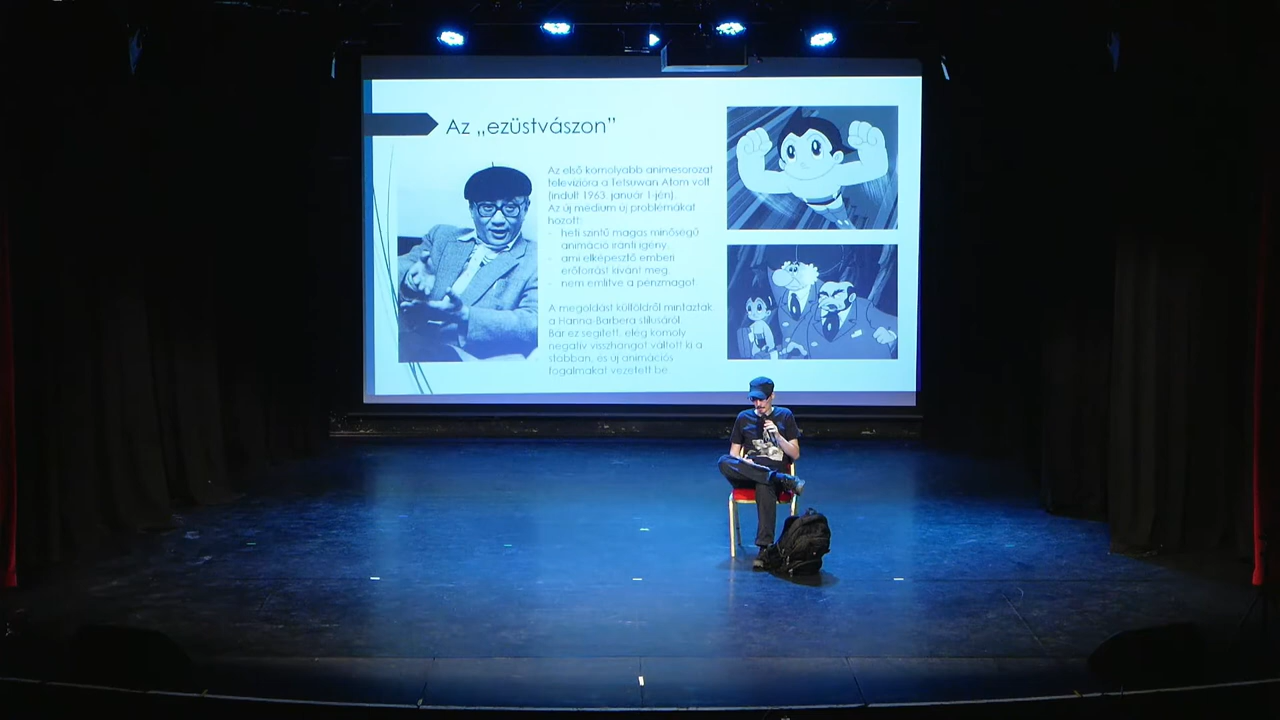 Az „ezüstvászon”
Az első komolyabb animesorozat
televízióra a Tetsuwan Atom volt
(indult 1963. január 1-jén).
Az új médium új problémákat
hozott:
- heti szintű magas minőségű
animáció iránti igény,
- ami elképesztő emberi
erőforrást kívánt meg,
- nem említve a pénzmagot
A megoldást külföldről mintázták
a Hanna-Barbera stílusáról.
Bár ez segített, elég komoly
negatív visszhangot váltott ki a
stábban, és új animációs
fogalmakat vezetett be.